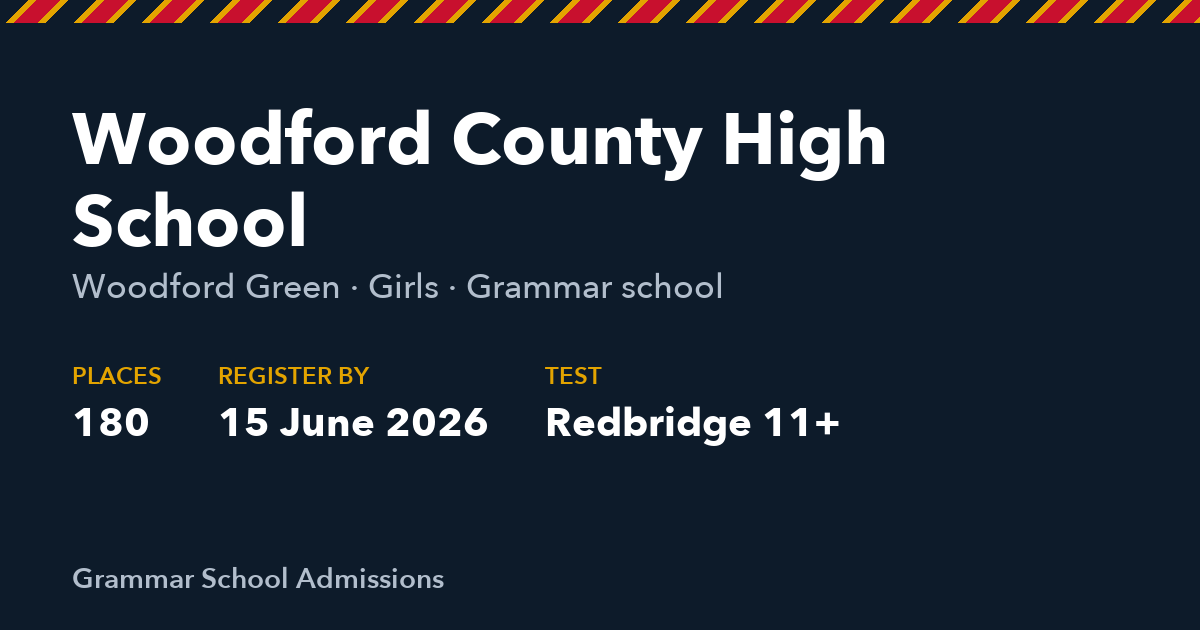 Woodford County High
School
Woodford Green · Girls · Grammar school
PLACES REGISTER BY TEST
180 15 June 2026 Redbridge 11+
Grammar School Admissions